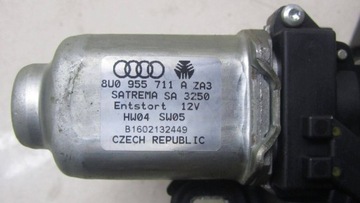 8U0 955 711 A ZA3
SATREMA SA 3250
Entstort 12V
HW04 SW05
B1602132449
CZECH REPUBLIC